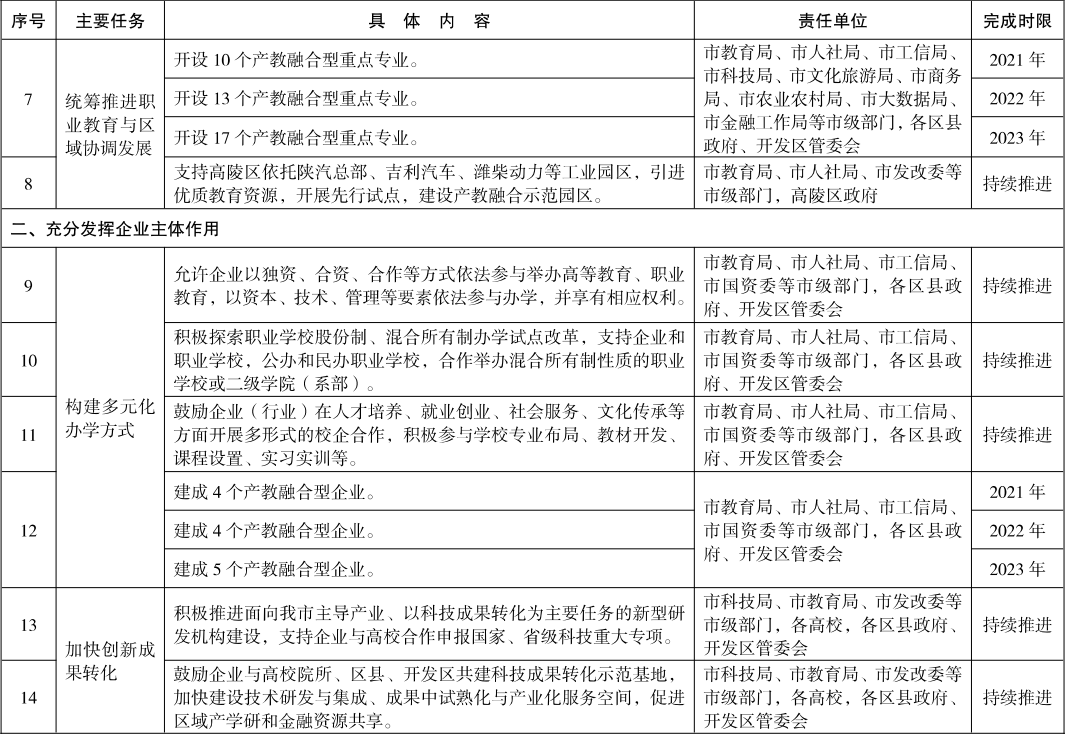 序号 主要任务 具 体 内 容 责任单位 完成时限
7
统筹推进职
业教育与区
域协调发展
开设 10 个产教融合型重点专业。
开设 13 个产教融合型重点专业。
开设 17 个产教融合型重点专业。
市教育局、市人社局、市工信局、
市科技局、市文化旅游局、市商务
局、市农业农村局、市大数据局、
市金融工作局等市级部门，各区县
政府、开发区管委会
2021 年
2022 年
2023 年
8
支持高陵区依托陕汽总部、吉利汽车、潍柴动力等工业园区，引进
优质教育资源，开展先行试点，建设产教融合示范园区。
市教育局、市人社局、市发改委等
市级部门，高陵区政府
持续推进
二、充分发挥企业主体作用
9
构建多元化
办学方式
允许企业以独资、合资、合作等方式依法参与举办高等教育、职业
教育，以资本、技术、管理等要素依法参与办学，并享有相应权利。
市教育局、市人社局、市工信局、
市国资委等市级部门，各区县政
府、开发区管委会
持续推进
10
积极探索职业学校股份制、混合所有制办学试点改革，支持企业和
职业学校，公办和民办职业学校，合作举办混合所有制性质的职业
学校或二级学院（系部）。
市教育局、市人社局、市工信局、
市国资委等市级部门，各区县政
府、开发区管委会
持续推进
11
鼓励企业（行业）在人才培养、就业创业、社会服务、文化传承等
方面开展多形式的校企合作，积极参与学校专业布局、教材开发、
课程设置、实习实训等。
市教育局、市人社局、市工信局、
市国资委等市级部门，各区县政
府、开发区管委会
持续推进
12
建成 4 个产教融合型企业。
建成 4 个产教融合型企业。
建成 5 个产教融合型企业。
市教育局、市人社局、市工信局、
市国资委等市级部门，各区县政
府、开发区管委会
2021 年
2022 年
2023 年
13
加快创新成
果转化
积极推进面向我市主导产业、以科技成果转化为主要任务的新型研
发机构建设，支持企业与高校合作申报国家、省级科技重大专项。
市科技局、市教育局、市发改委等
市级部门，各高校，各区县政府、
开发区管委会
持续推进
14
鼓励企业与高校院所、区县、开发区共建科技成果转化示范基地，
加快建设技术研发与集成、成果中试熟化与产业化服务空间，促进
区域产学研和金融资源共享。
市科技局、市教育局、市发改委等
市级部门，各高校，各区县政府、
开发区管委会
持续推进